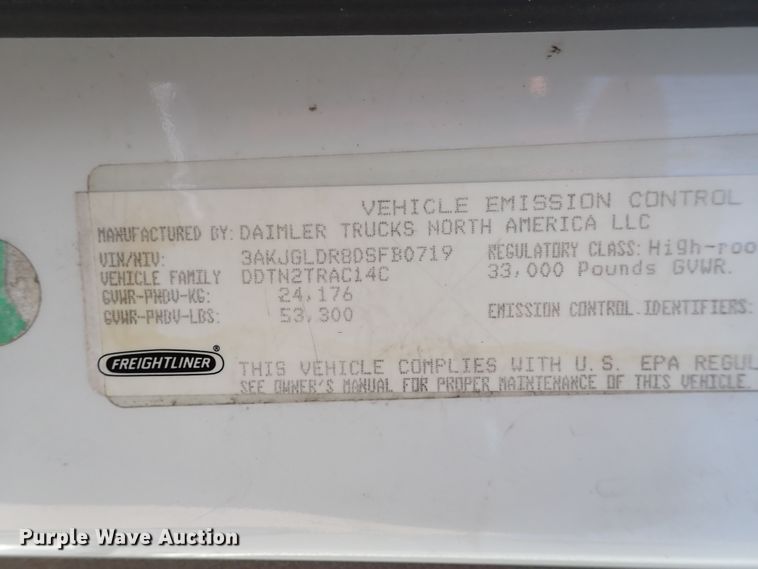 VEHICLE EMISSION CONTROL
MANUFACTURED BY: DAIMLER TRUCKS NORTH AMERICA LLC
VIN/NIV: 3AKJGLDR8DSFB0719
REGULATORY CLASS: High-roo
VEHICLE FAMILY DDTN2TRAC14C
33,000 Pounds GVWR.
GVWR-PNBV-KG: 24,176
GVWR-PNBV-LBS: 53,300
EMISSION CONTROL IDENTIFIERS:
FREIGHTLINER®
THIS VEHICLE COMPLIES WITH U.S. EPA REGUL
SEE OWNER'S MANUAL FOR PROPER MAINTENANCE OF THIS VEHICLE.
Purple Wave Auction